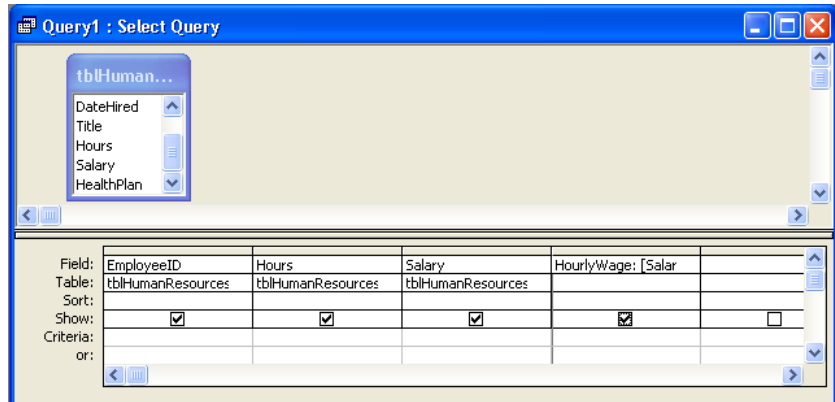 Query1 : Select Query
tblHuman...
DateHired
Title
Hours
Salary
HealthPlan
Field: EmployeeID Hours Salary HourlyWage: [Salar
Table: tblHumanResources tblHumanResources tblHumanResources
Sort:
Show:
Criteria:
or: